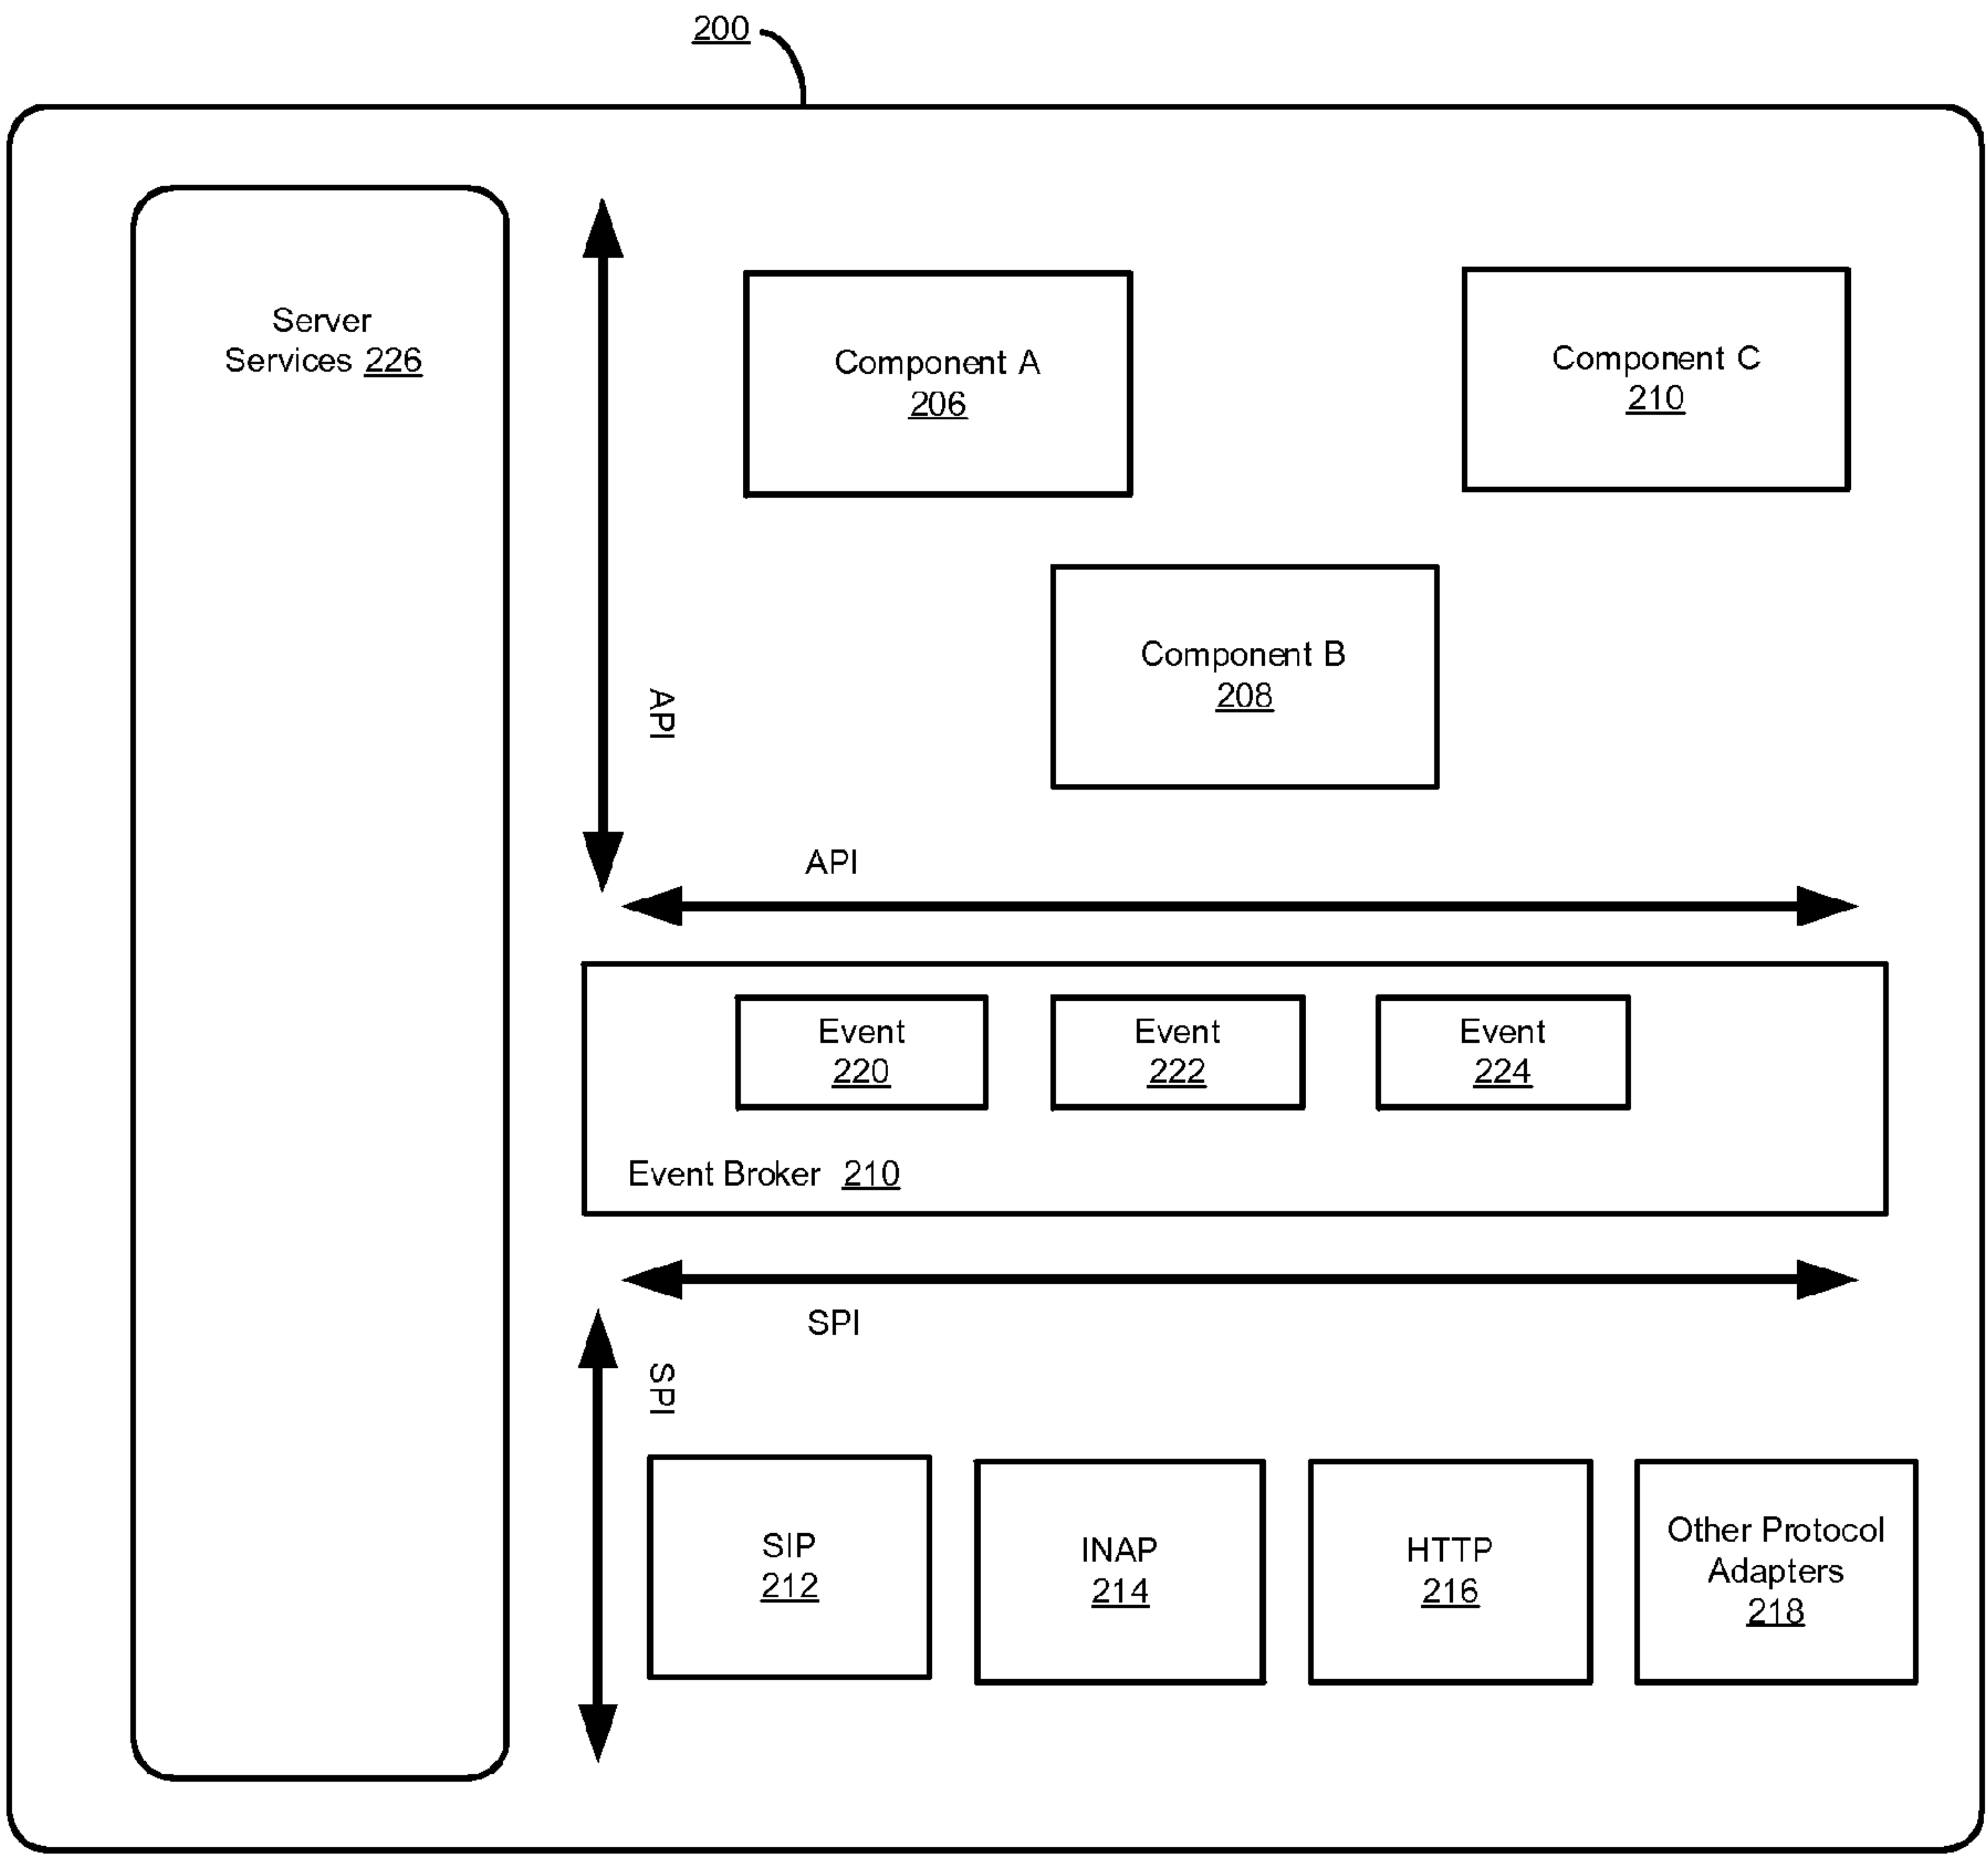 200
Server
Services 226
Component A
206
Component C
210
Component B
208
API
API
Event
220
Event
222
Event
224
Event Broker 210
SPI
SPI
SIP
212
INAP
214
HTTP
216
Other Protocol
Adapters
218